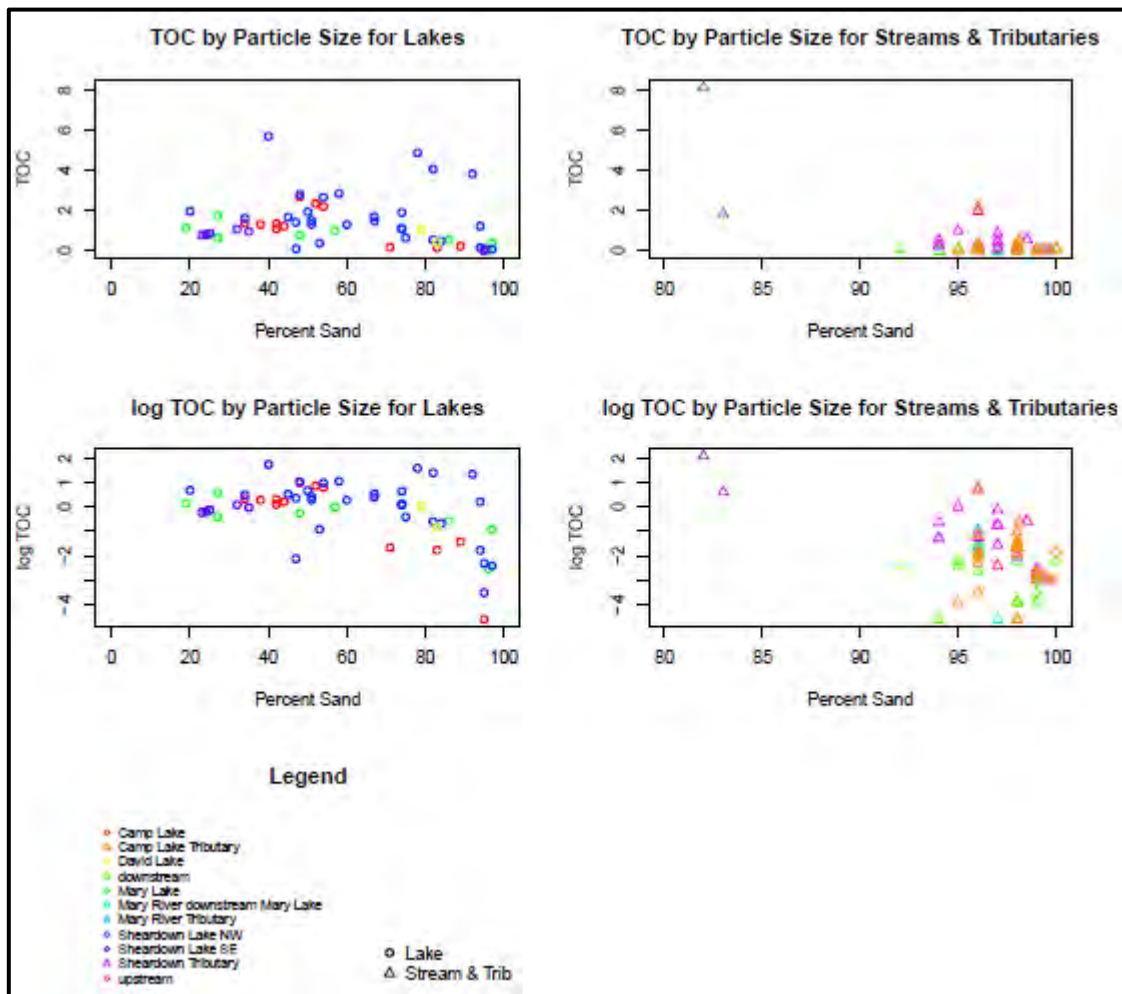 TOC by Particle Size for Lakes
TOC by Particle Size for Streams & Tributaries
TOC
8
6
4
2
0
0 20 40 60 80 100
Percent Sand
TOC
8
6
4
2
0
80 85 90 95 100
Percent Sand
log TOC by Particle Size for Lakes
log TOC by Particle Size for Streams & Tributaries
log TOC
2
1
0
-2
-4
0 20 40 60 80 100
Percent Sand
log TOC
2
1
0
-2
-4
80 85 90 95 100
Percent Sand
Legend
Camp Lake
Camp Lake Tributary
David Lake
downstream
Mary Lake
Mary River downstream Mary Lake
Mary River Tributary
Sheardown Lake NW
Sheardown Lake SE
Sheardown Tributary
upstream
Lake
Stream & Trib